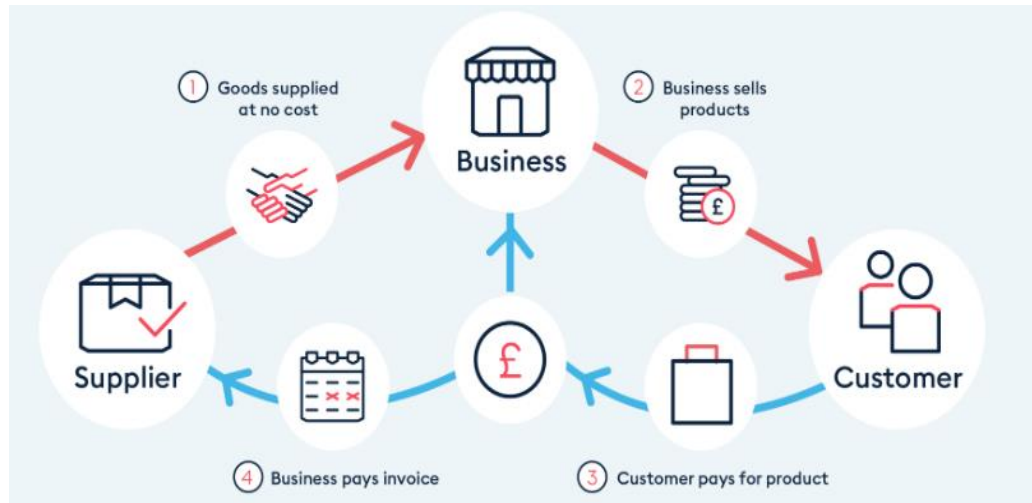 1 Goods supplied
at no cost
2 Business sells
products
Business
£
Supplier
£
Customer
4 Business pays invoice
3 Customer pays for product